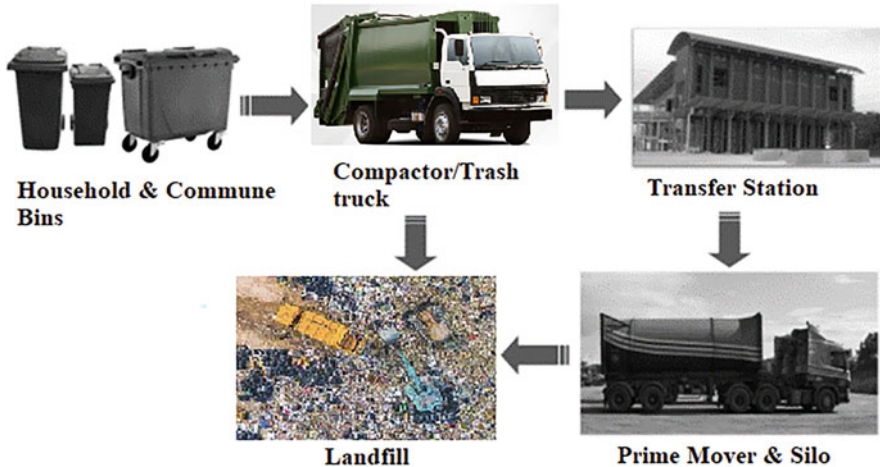 Household & Commune
Bins
Compactor/Trash
truck
Transfer Station
Landfill
Prime Mover & Silo